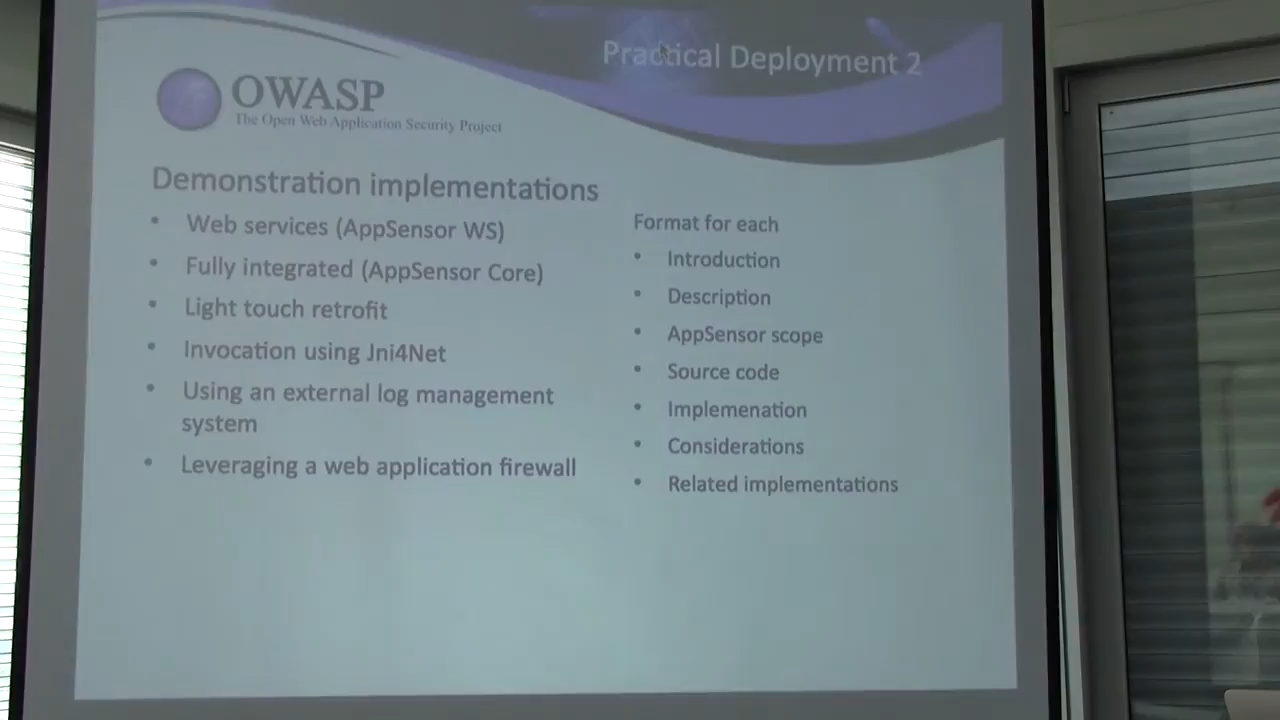 Practical Deployment 2
OWASP
The Open Web Application Security Project
Demonstration implementations
• Web services (AppSensor WS)
• Fully integrated (AppSensor Core)
• Light touch retrofit
• Invocation using Jni4Net
• Using an external log management
system
• Leveraging a web application firewall
Format for each
• Introduction
• Description
• AppSensor scope
• Source code
• Implemenation
• Considerations
• Related implementations